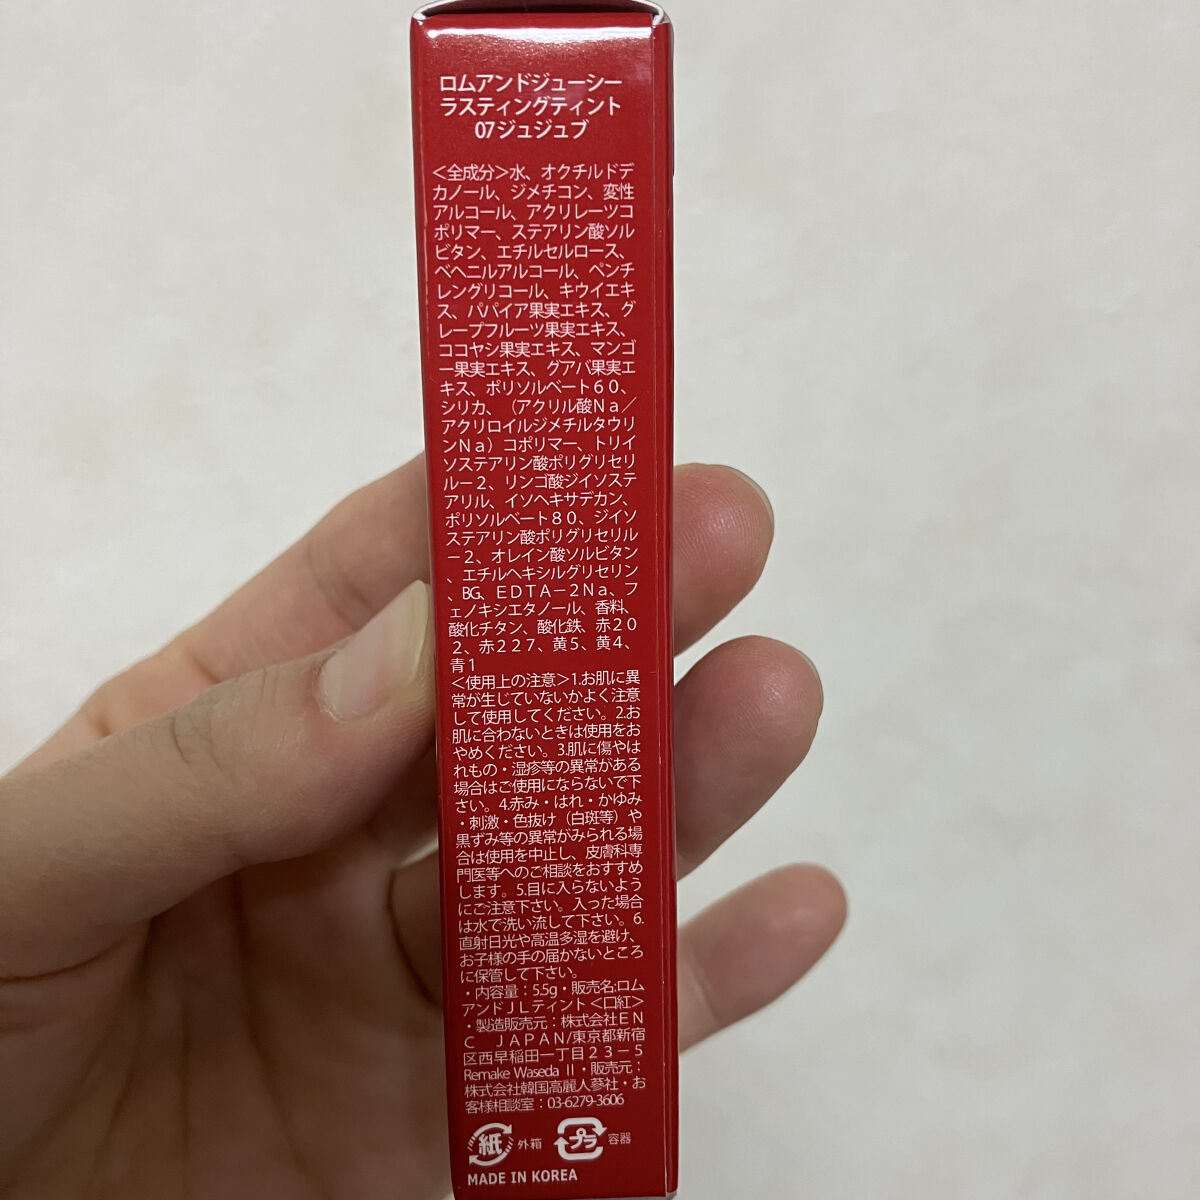 ロムアンドジューシー
ラスティングティント
07ジュジュブ
＜全成分＞水、オクチルドデ
カノール、ジメチコン、変性
アルコール、アクリレーツコ
ポリマー、ステアリン酸ソル
ビタン、エチルセルロース、
ベヘニルアルコール、ペンチ
レングリコール、キウイエキ
ス、パパイア果実エキス、グ
レープフルーツ果実エキス、
ココヤシ果実エキス、マンゴ
ー果実エキス、グアバ果実エ
キス、ポリソルベート６０、
シリカ、（アクリル酸Ｎａ／
アクリロイルジメチルタウリ
ンＮａ）コポリマー、トリイ
ソステアリン酸ポリグリセリ
ルー２、リンゴ酸ジイソステ
アリル、イソヘキサデカン、
ポリソルベート８０、ジイソ
ステアリン酸ポリグリセリル
－２、オレイン酸ソルビタン
、エチルヘキシルグリセリン
、BG、ＥＤＴＡ－２Ｎａ、フ
ェノキシエタノール、香料、
酸化チタン、酸化鉄、赤２０
２、赤２２７、黄５、黄４、
青１
＜使用上の注意＞1.お肌に異
常が生じていないかよく注意
して使用してください。2.お
肌に合わないときは使用をお
やめください。3.肌に傷やは
れもの・湿疹等の異常がある
場合はご使用にならないで下
さい。4.赤み・はれ・かゆみ
・刺激・色抜け（白斑等）や
黒ずみ等の異常がみられる場
合は使用を中止し、皮膚科専
門医等へのご相談をおすすめ
します。5.目に入らないよう
にご注意下さい。入った場合
は水で洗い流して下さい。6.
直射日光や高温多湿を避け、
お子様の手の届かないところ
に保管して下さい。
・内容量：5.5g・販売名:ロム
アンドＪＬティント＜口紅＞
・製造販売元：株式会社ＥＮ
Ｃ　ＪＡＰＡＮ/東京都新宿
区西早稲田一丁目２３－５
Remake Waseda Ⅱ・販売元：
株式会社韓国高麗人蔘社・お
客様相談室：03-6279-3606
紙 外箱 プラ 容器
MADE IN KOREA